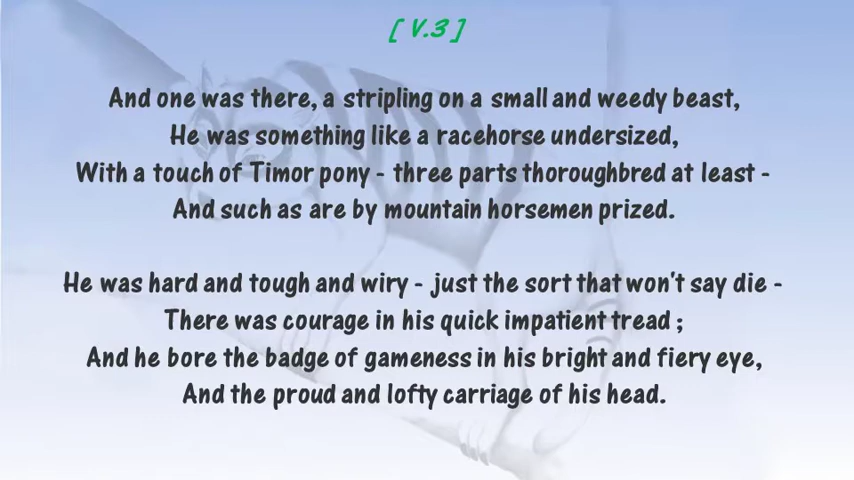 [ V.3 ]
And one was there, a stripling on a small and weedy beast,
He was something like a racehorse undersized,
With a touch of Timor pony - three parts thoroughbred at least -
And such as are by mountain horsemen prized.
He was hard and tough and wiry - just the sort that won't say die -
There was courage in his quick impatient tread ;
And he bore the badge of gameness in his bright and fiery eye,
And the proud and lofty carriage of his head.